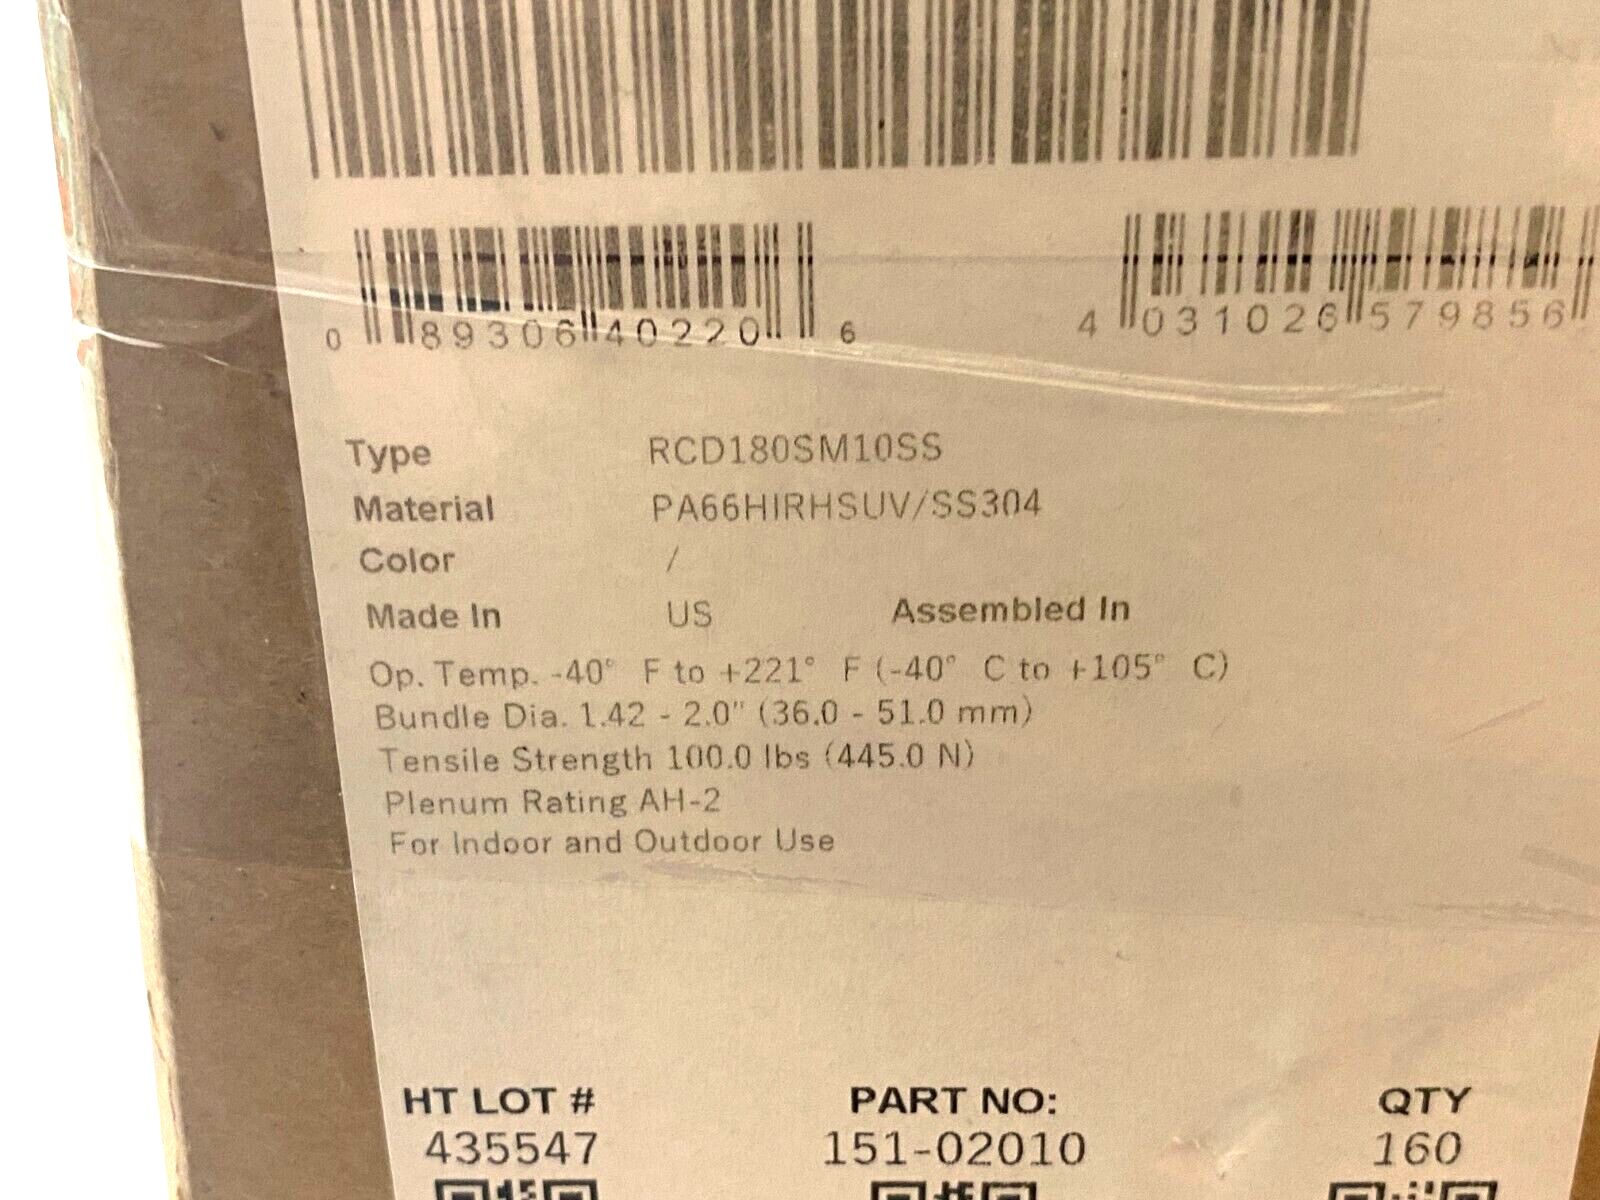 0 89306 40220 6
4 031026 579856
Type RCD180SM10SS
Material PA66HIRHSUV/SS304
Color /
Made In US Assembled In
Op. Temp. -40° F to +221° F (-40° C to +105° C)
Bundle Dia. 1.42 - 2.0" (36.0 - 51.0 mm)
Tensile Strength 100.0 lbs (445.0 N)
Plenum Rating AH-2
For Indoor and Outdoor Use
HT LOT # PART NO: QTY
435547 151-02010 160